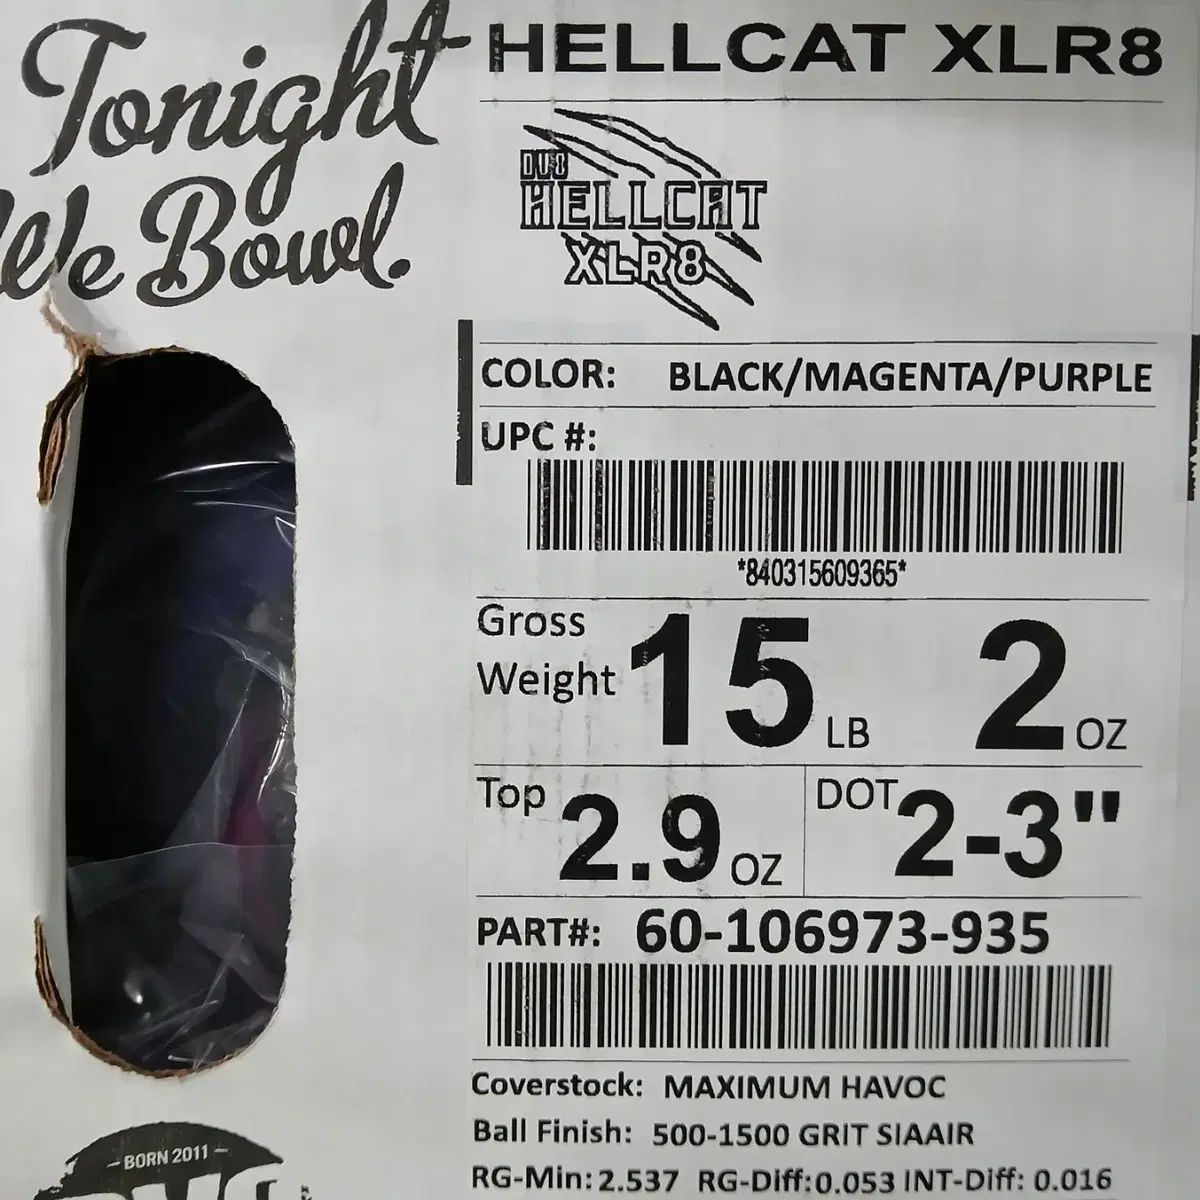 Tonight
We Bowl.
BORN 2011
HELLCAT XLR8
DV8
HELLCAT
XLR8
COLOR: BLACK/MAGENTA/PURPLE
UPC #:
*840315609365*
Gross Weight 15 LB 2 OZ
Top 2.9 OZ DOT 2-3"
PART#: 60-106973-935
Coverstock: MAXIMUM HAVOC
Ball Finish: 500-1500 GRIT SIAAIR
RG-Min: 2.537 RG-Diff: 0.053 INT-Diff: 0.016